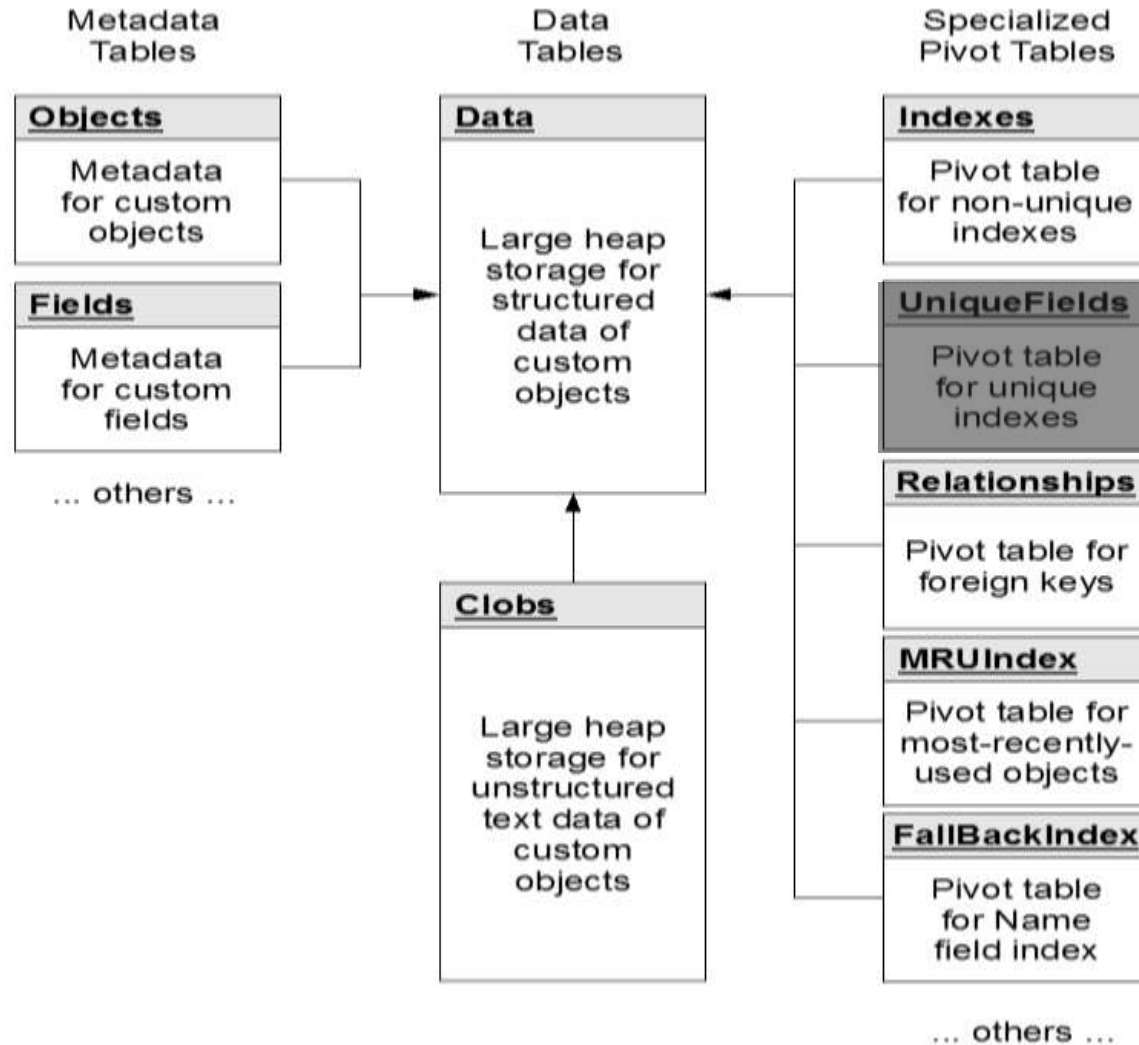 Metadata
Tables
Objects
Metadata
for custom
objects
Fields
Metadata
for custom
fields
... others ...
Data
Tables
Data
Large heap
storage for
structured
data of
custom
objects
Clobs
Large heap
storage for
unstructured
text data of
custom
objects
Specialized
Pivot Tables
Indexes
Pivot table
for non-unique
indexes
UniqueFields
Pivot table
for unique
indexes
Relationships
Pivot table for
foreign keys
MRUIndex
Pivot table for
most-recently-
used objects
FallBackIndex
Pivot table
for Name
field index
... others ...